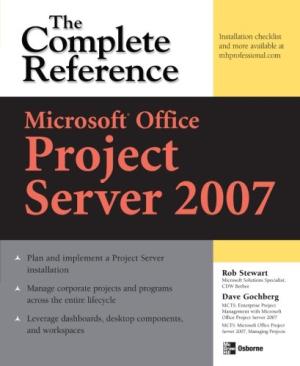 The
Complete
Reference
Installation checklist
and more available at
mhprofessional.com
Microsoft® Office
Project
Server 2007
Plan and implement a Project Server
installation
Manage corporate projects and programs
across the entire lifecycle
Leverage dashboards, desktop components,
and workspaces
Rob Stewart
Microsoft Solutions Specialist,
CDW Berbee
Dave Gochberg
MCTS: Enterprise Project
Management with Microsoft
Office Project Server 2007
MCTS: Microsoft Office Project
Server 2007, Managing Projects
Osborne